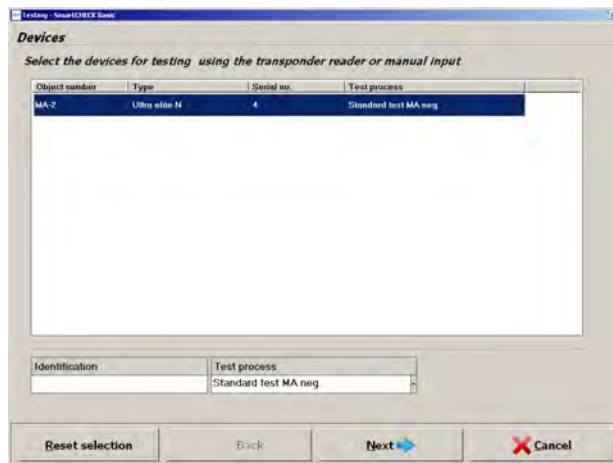 Testing - SmartCHECK Basic
Devices
Select the devices for testing using the transponder reader or manual input
Object number Type Serial no. Test process
MA-2 Ultra elite N 4 Standard test MA neg.
Identification Test process
Standard test MA neg.
Reset selection Back Next Cancel